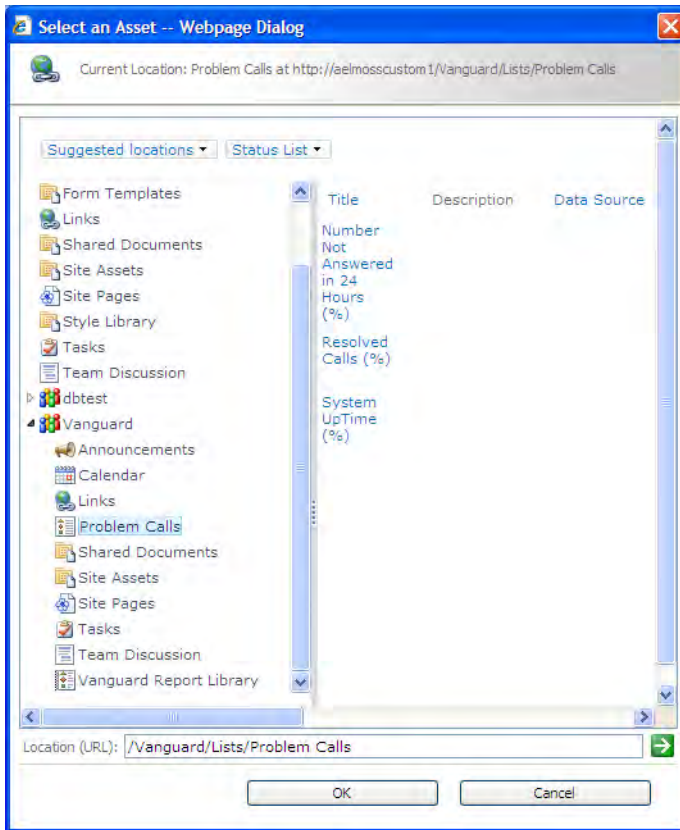 Select an Asset -- Webpage Dialog
Current Location: Problem Calls at http://aelmosscustom1/Vanguard/Lists/Problem Calls
Suggested locations
Status List
Form Templates
Links
Shared Documents
Site Assets
Site Pages
Style Library
Tasks
Team Discussion
dbtest
Vanguard
Announcements
Calendar
Links
Problem Calls
Shared Documents
Site Assets
Site Pages
Tasks
Team Discussion
Vanguard Report Library
Title Description Data Source
Number
Not
Answered
in 24
Hours
(%)
Resolved
Calls (%)
System
UpTime
(%)
Location (URL): /Vanguard/Lists/Problem Calls
OK
Cancel